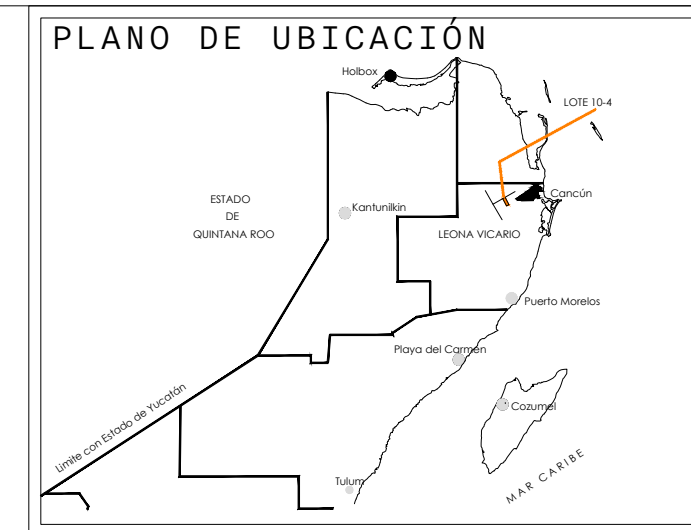 PLANO DE UBICACIÓN
Holbox
LOTE 10-4
ESTADO
DE
QUINTANA ROO
Kantunilkin
Cancún
LEONA VICARIO
Puerto Morelos
Playa del Carmen
Limite con Estado de Yucatán
Cozumel
MAR CARIBE
Tulum